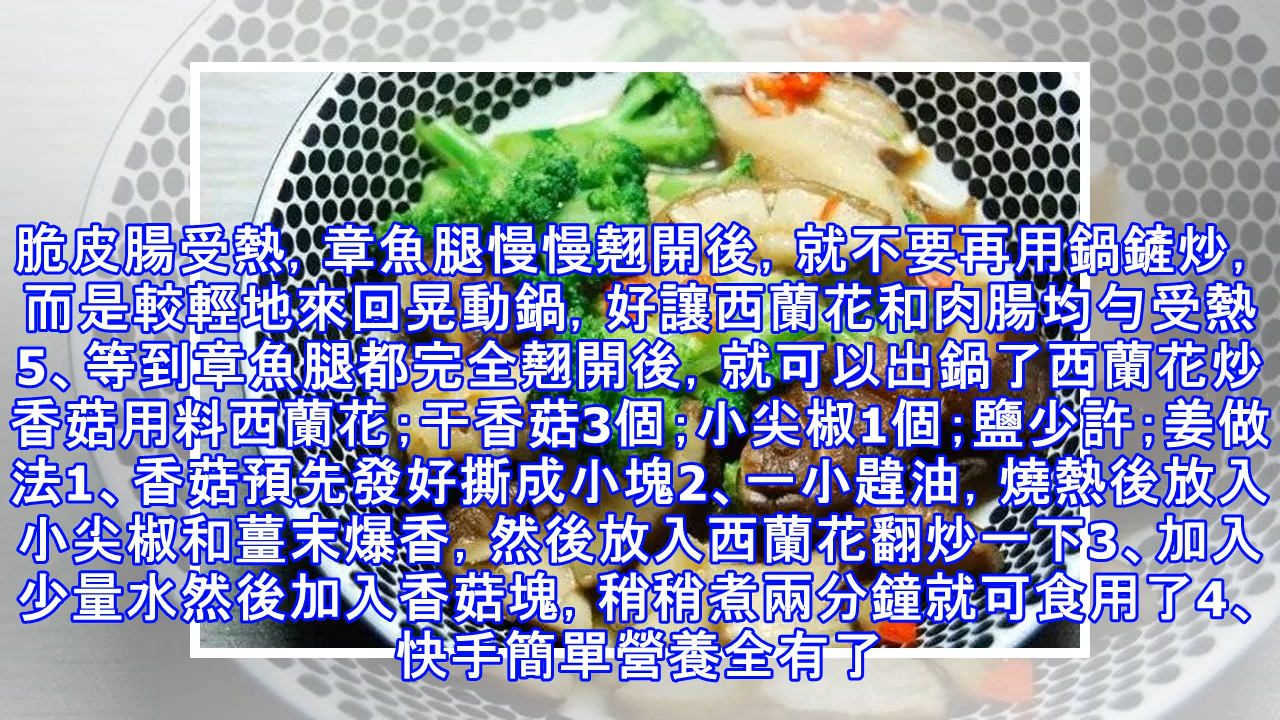 脆皮腸受熱, 章魚腿慢慢翹開後, 就不要再用鍋鏟炒,
而是較輕地來回晃動鍋, 好讓西蘭花和肉腸均勻受熱
5、等到章魚腿都完全翹開後, 就可以出鍋了西蘭花炒
香菇用料西蘭花;干香菇3個;小尖椒1個;鹽少許;姜做
法1、香菇預先發好撕成小塊2、一小韙油, 燒熱後放入
小尖椒和薑末爆香, 然後放入西蘭花翻炒一下3、加入
少量水然後加入香菇塊, 稍稍煮兩分鐘就可食用了4、
快手簡單營養全有了